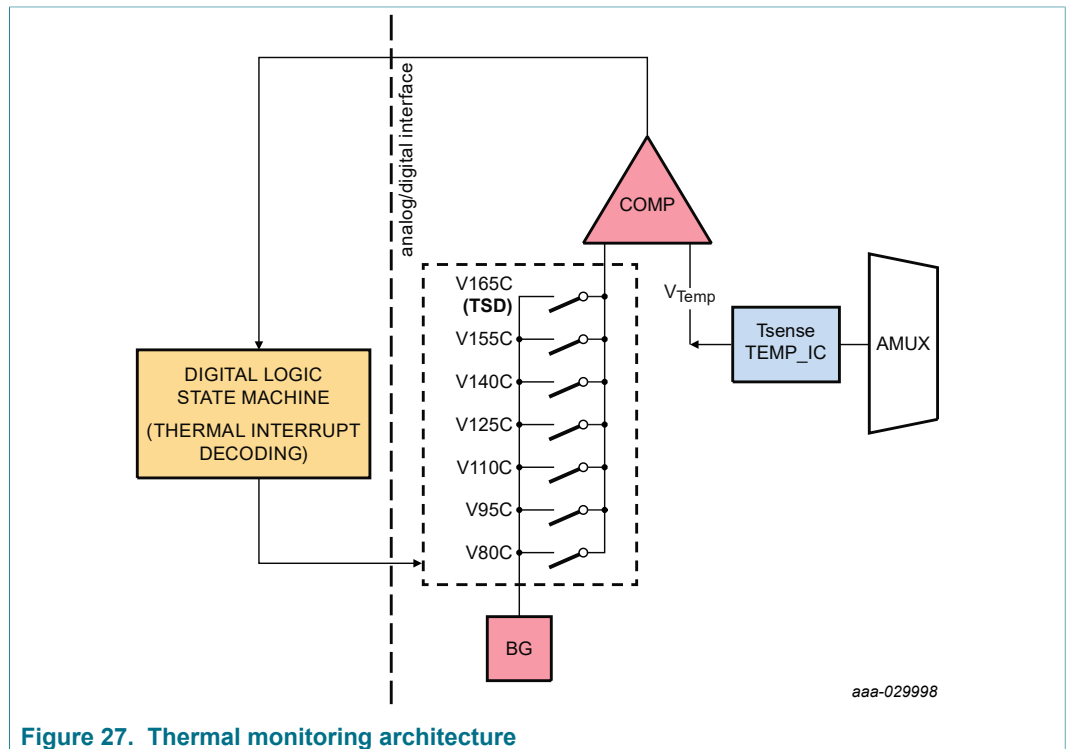 analog/digital interface
COMP
V165C
(TSD)
V155C
V140C
V125C
V110C
V95C
V80C
VTemp
Tsense
TEMP_IC
AMUX
DIGITAL LOGIC
STATE MACHINE
(THERMAL INTERRUPT
DECODING)
BG
aaa-029998
Figure 27. Thermal monitoring architecture